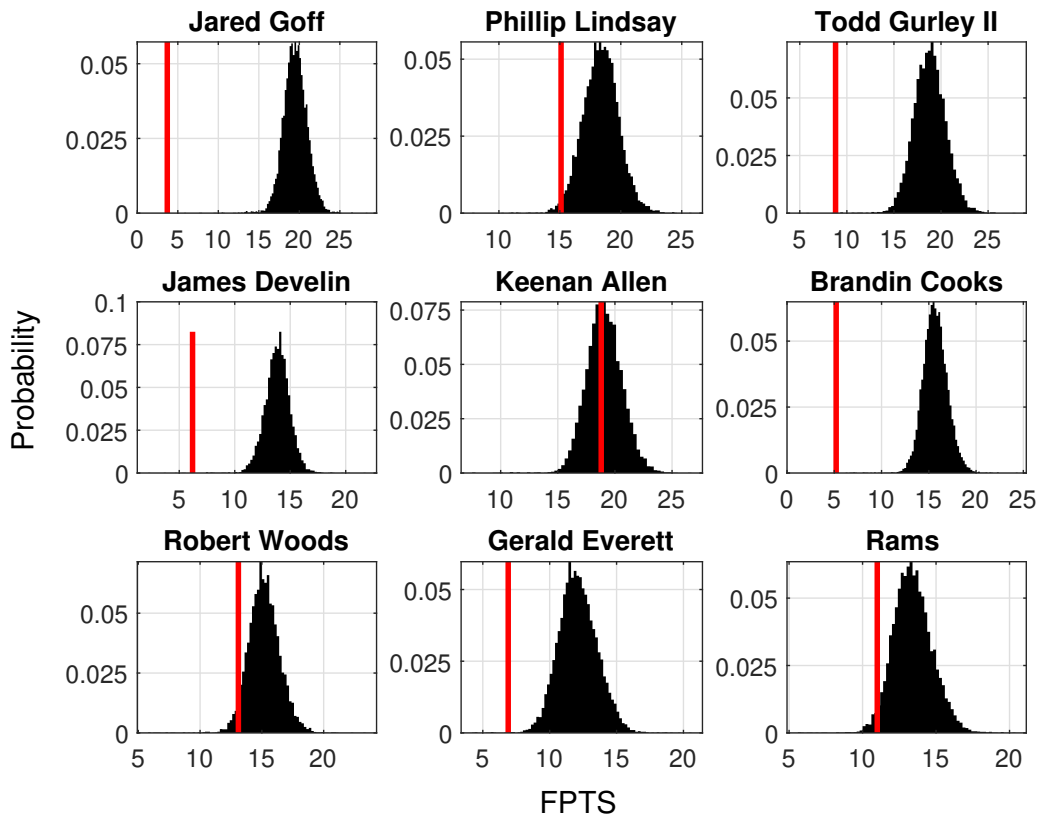 Jared Goff
Phillip Lindsay
Todd Gurley II
0.05
0.025
0
0 5 10 15 20 25
0.05
0.025
0
10 15 20 25
0.05
0.025
0
5 10 15 20 25
James Develin
Keenan Allen
Brandin Cooks
0.1
0.075
0.05
0.025
0
5 10 15 20
0.075
0.05
0.025
0
10 15 20 25
0.05
0.025
0
0 5 10 15 20 25
Probability
Robert Woods
Gerald Everett
Rams
0.05
0.025
0
5 10 15 20
0.05
0.025
0
5 10 15 20
0.05
0.025
0
5 10 15 20
FPTS